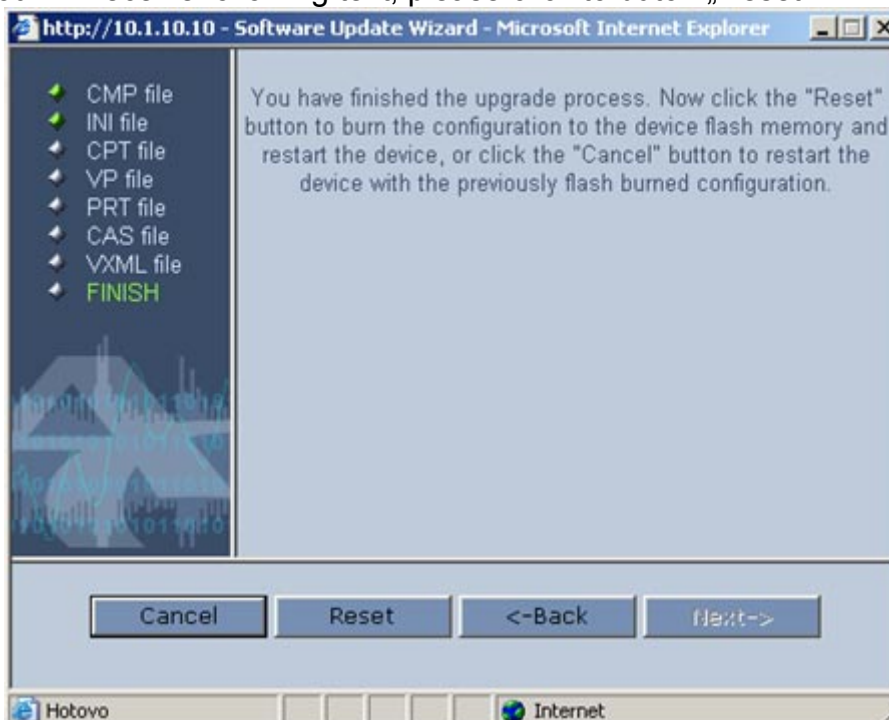 http://10.1.10.10 - Software Update Wizard - Microsoft Internet Explorer
CMP file
INI file
CPT file
VP file
PRT file
CAS file
VXML file
FINISH
You have finished the upgrade process. Now click the "Reset"
button to burn the configuration to the device flash memory and
restart the device, or click the "Cancel" button to restart the
device with the previously flash burned configuration.
Cancel
Reset
<-Back
Next->
Hotovo
Internet